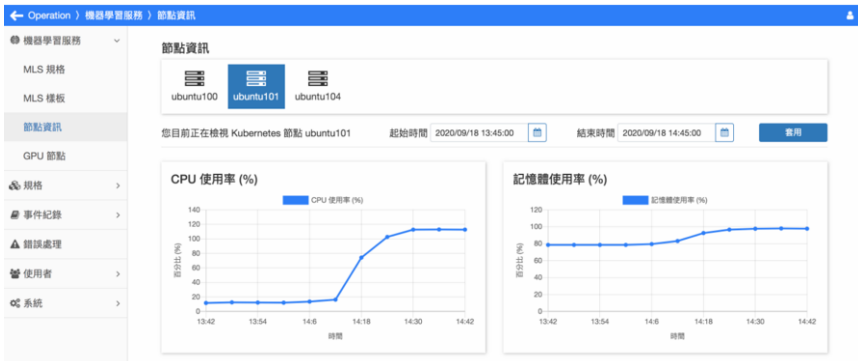 Operation 〉 機器學習服務 〉 節點資訊
機器學習服務
MLS 規格
MLS 樣板
節點資訊
GPU 節點
規格
事件紀錄
錯誤處理
使用者
系統
節點資訊
ubuntu100 ubuntu101 ubuntu104
您目前正在檢視 Kubernetes 節點 ubuntu101 起始時間 2020/09/18 13:45:00 結束時間 2020/09/18 14:45:00 套用
CPU 使用率 (%)
CPU 使用率 (%)
140
120
100
80
60
40
20
0
百分比 (%)
13:42 13:54 14:6 14:18 14:30 14:42
時間
記憶體使用率 (%)
記憶體使用率 (%)
120
100
80
60
40
20
0
百分比 (%)
13:42 13:54 14:6 14:18 14:30 14:42
時間